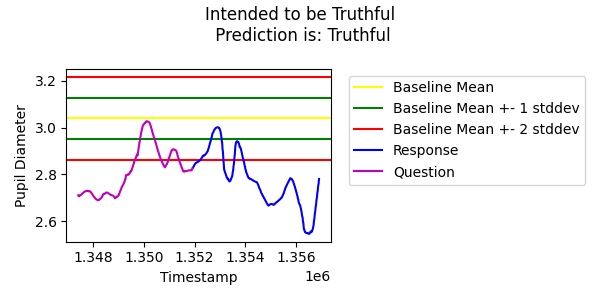 Intended to be Truthful
Prediction is: Truthful
Pupil Diameter
3.2
3.0
2.8
2.6
1.348 1.350 1.352 1.354 1.356
1e6
Timestamp
Baseline Mean
Baseline Mean +- 1 stddev
Baseline Mean +- 2 stddev
Response
Question